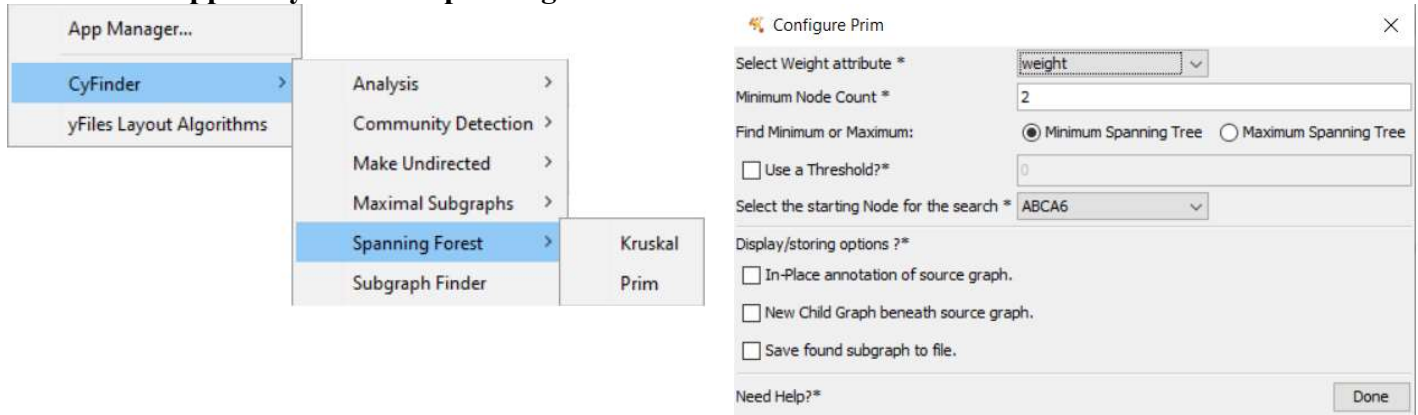 App Manager...
CyFinder
yFiles Layout Algorithms
Analysis
Community Detection
Make Undirected
Maximal Subgraphs
Spanning Forest
Subgraph Finder
Kruskal
Prim
Configure Prim
Select Weight attribute * weight
Minimum Node Count * 2
Find Minimum or Maximum: Minimum Spanning Tree Maximum Spanning Tree
Use a Threshold?* 0
Select the starting Node for the search * ABCA6
Display/storing options ?*
In-Place annotation of source graph.
New Child Graph beneath source graph.
Save found subgraph to file.
Need Help?* Done